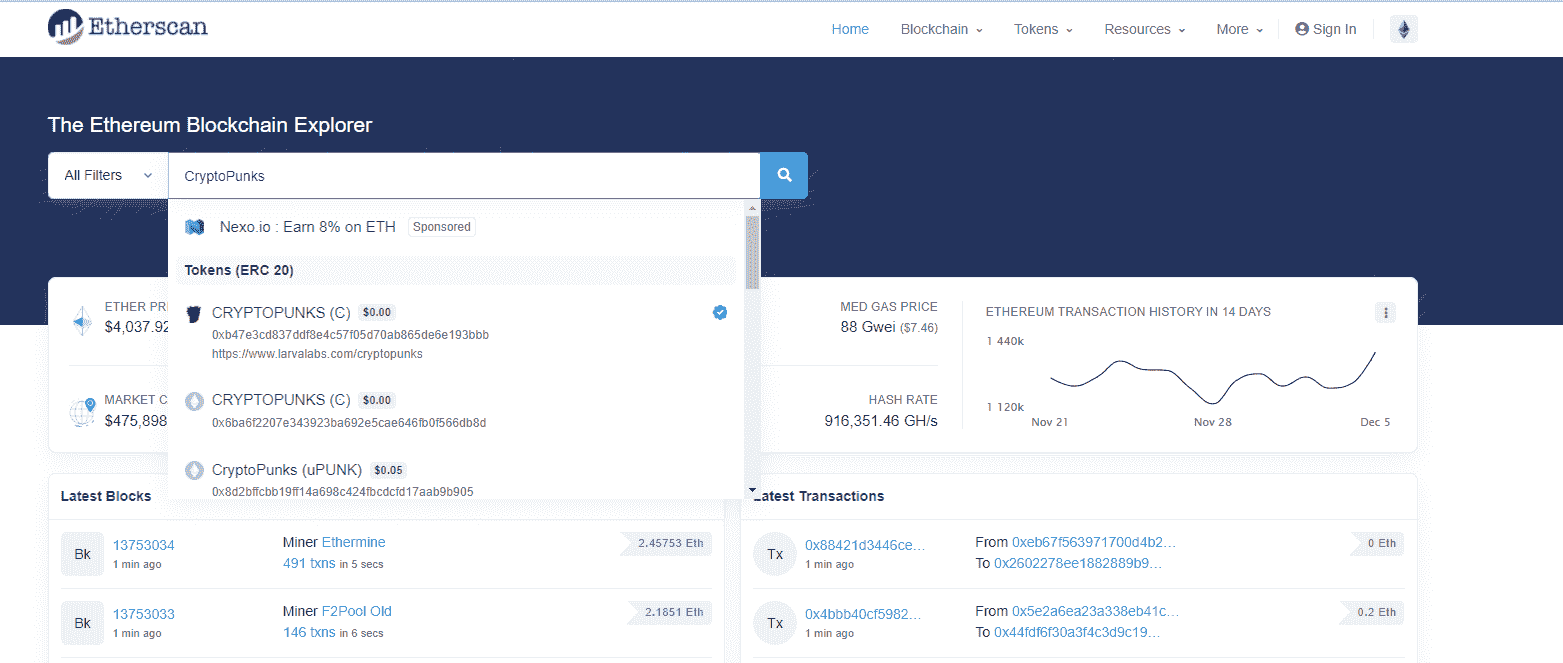 Etherscan
Home Blockchain Tokens Resources More Sign In
The Ethereum Blockchain Explorer
All Filters CryptoPunks
Nexo.io : Earn 8% on ETH Sponsored
Tokens (ERC 20)
CRYPTOPUNKS (C) $0.00
0xb47e3cd837ddf8e4c57f05d70ab865de6e193bbb
https://www.larvalabs.com/cryptopunks
CRYPTOPUNKS (C) $0.00
0x6ba6f2207e343923ba692e5cae646fb0f566db8d
CryptoPunks (uPUNK) $0.05
0x8d2bffcbb19ff14a698c424fbcdcfd17aab9b905
ETHER PRI
$4,037.92
MARKET C
$475,898
MED GAS PRICE
88 Gwei ($7.46)
HASH RATE
916,351.46 GH/s
ETHEREUM TRANSACTION HISTORY IN 14 DAYS
1 440k
1 120k
Nov 21 Nov 28 Dec 5
Latest Blocks
Bk 13753034 Miner Ethermine 2.45753 Eth
1 min ago 491 txns in 5 secs
Bk 13753033 Miner F2Pool Old 2.1851 Eth
1 min ago 146 txns in 6 secs
Latest Transactions
Tx 0x88421d3446ce... From 0xeb67f563971700d4b2... 0 Eth
1 min ago To 0x2602278ee1882889b9...
Tx 0x4bbb40cf5982... From 0x5e2a6ea23a338eb41c... 0.2 Eth
1 min ago To 0x44fdf6f30a3f4c3d9c19...